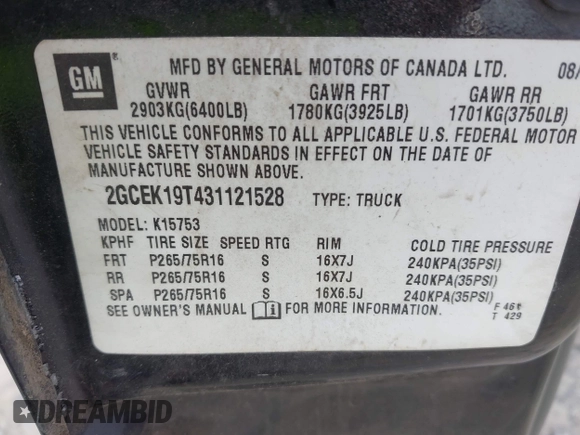 GM
MFD BY GENERAL MOTORS OF CANADA LTD. 08/
GVWR GAWR FRT GAWR RR
2903KG(6400LB) 1780KG(3925LB) 1701KG(3750LB)
THIS VEHICLE CONFORMS TO ALL APPLICABLE U.S. FEDERAL MOTOR
VEHICLE SAFETY STANDARDS IN EFFECT ON THE DATE OF
MANUFACTURE SHOWN ABOVE.
2GCEK19T431121528 TYPE: TRUCK
MODEL: K15753
KPHF TIRE SIZE SPEED RTG RIM COLD TIRE PRESSURE
FRT P265/75R16 S 16X7J 240KPA(35PSI)
RR P265/75R16 S 16X7J 240KPA(35PSI)
SPA P265/75R16 S 16X6.5J 240KPA(35PSI)
SEE OWNER'S MANUAL i FOR MORE INFORMATION.
T 429
DREAMBID